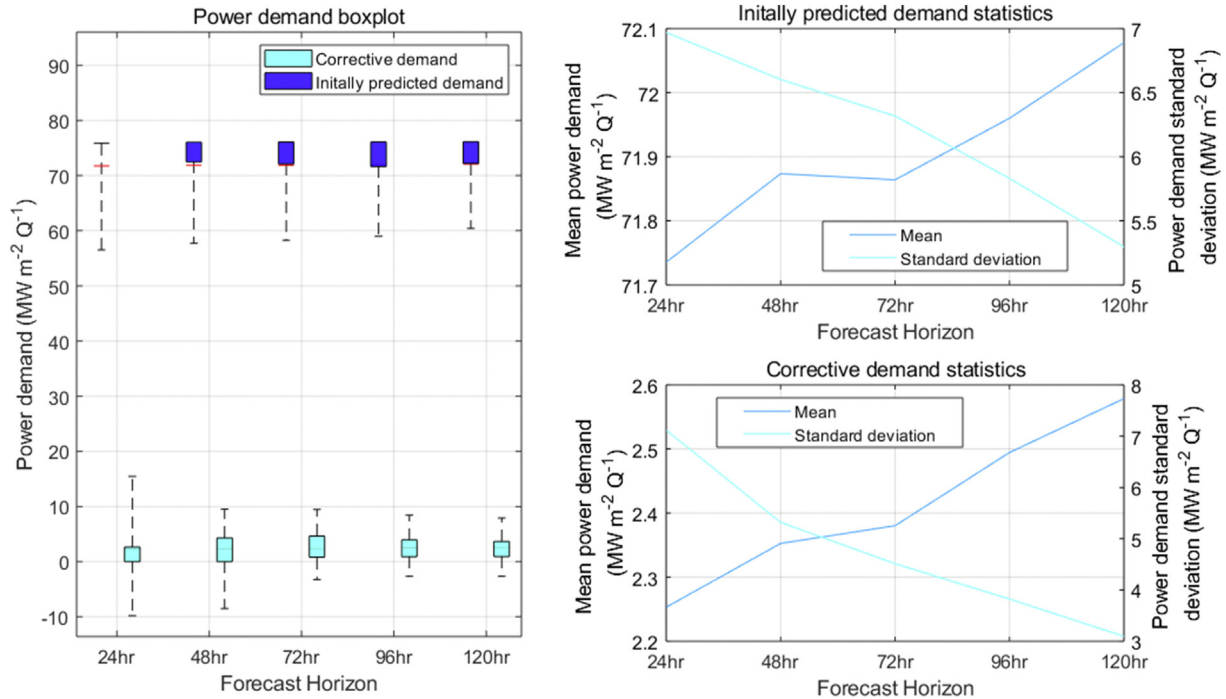 Power demand boxplot
Power demand (MW m⁻² Q⁻¹)
90
80
70
60
50
40
30
20
10
0
-10
Corrective demand
Initally predicted demand
24hr
48hr
72hr
96hr
120hr
Forecast Horizon
Initally predicted demand statistics
Mean power demand
(MW m⁻² Q⁻¹)
72.1
72
71.9
71.8
71.7
Mean
Standard deviation
7
6.5
6
5.5
5
Power demand standard
deviation (MW m⁻² Q⁻¹)
24hr
48hr
72hr
96hr
120hr
Forecast Horizon
Corrective demand statistics
Mean power demand
(MW m⁻² Q⁻¹)
2.6
2.5
2.4
2.3
2.2
Mean
Standard deviation
8
7
6
5
4
3
Power demand standard
deviation (MW m⁻² Q⁻¹)
24hr
48hr
72hr
96hr
120hr
Forecast Horizon